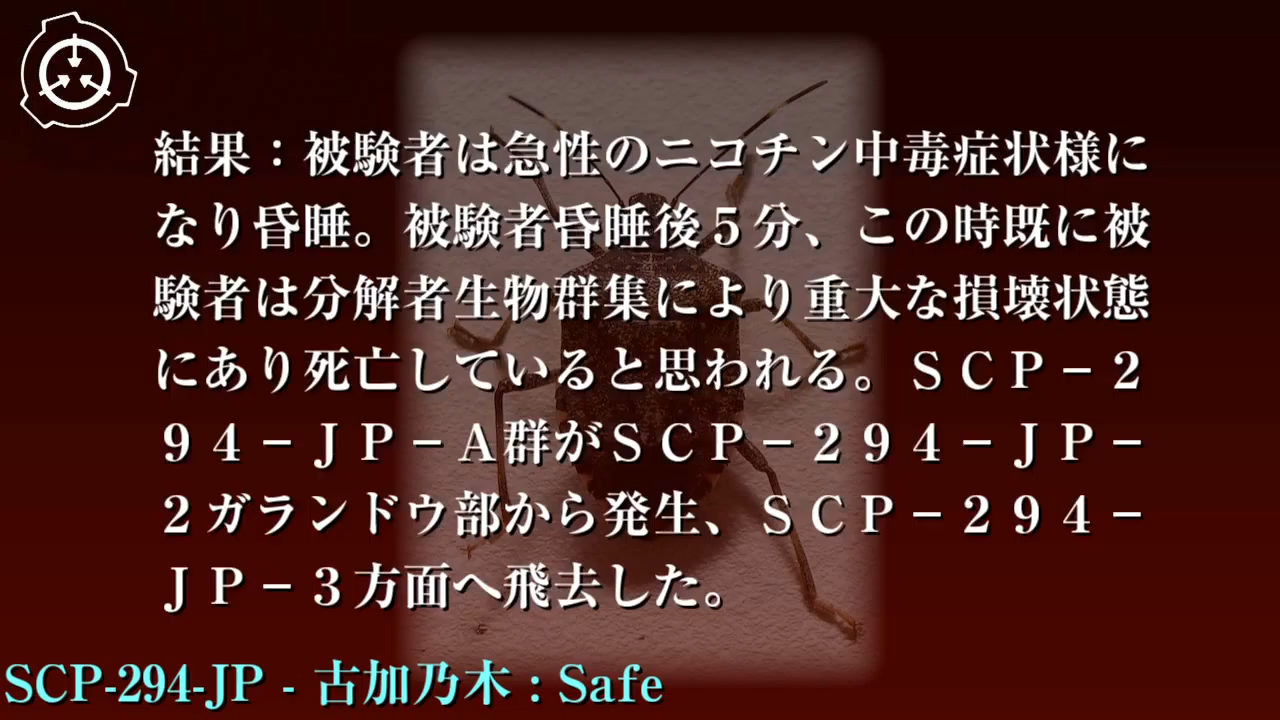 結果：被験者は急性のニコチン中毒症状様に
なり昏睡。被験者昏睡後５分、この時既に被
験者は分解者生物群集により重大な損壊状態
にあり死亡していると思われる。ＳＣＰ－２
９４－ＪＰ－Ａ群がＳＣＰ－２９４－ＪＰ－
２ガランドウ部から発生、ＳＣＰ－２９４－
ＪＰ－３方面へ飛去した。
SCP-294-JP - 古加乃木：Safe